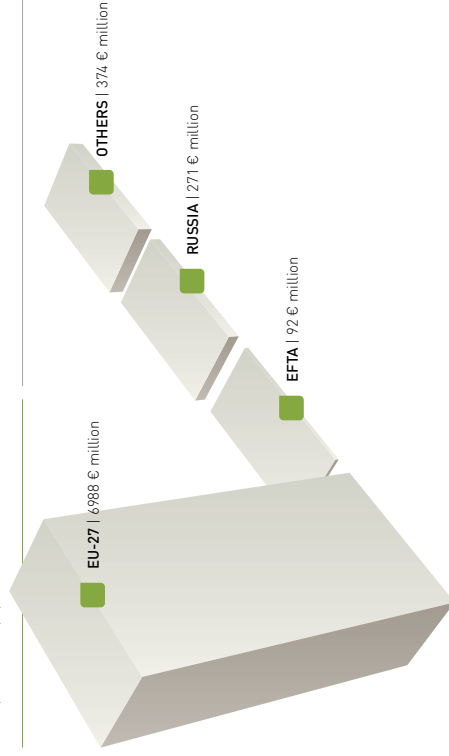 EU-27 | 6988 € million
EFTA | 92 € million
RUSSIA | 271 € million
OTHERS | 374 € million